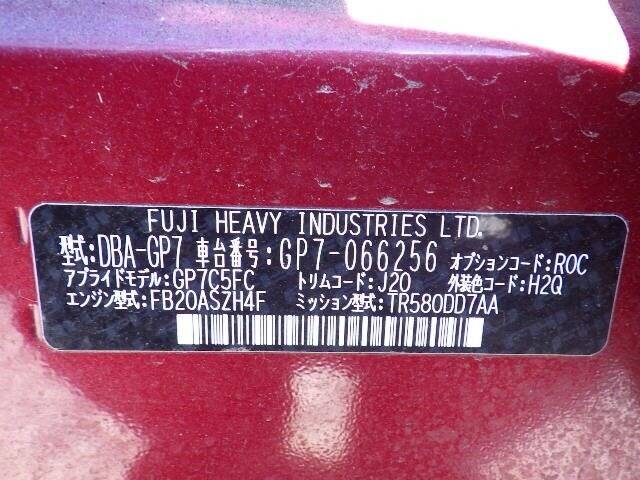 FUJI HEAVY INDUSTRIES LTD.
型式:DBA-GP7 車台番号:GP7-066256 オプションコード:ROC
アプライドモデル:GP7C5FC トリムコード:J20 外装色コード:H2Q
エンジン型式:FB20ASZH4F ミッション型式:TR580DD7AA